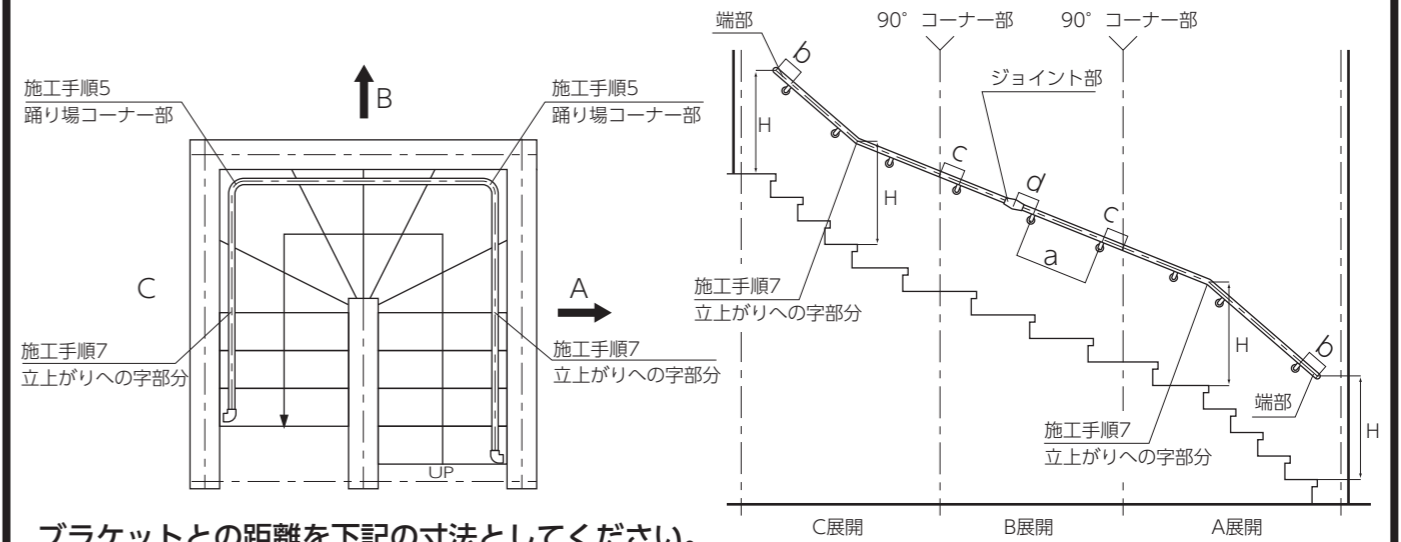 施工手順5
踊り場コーナー部
B
施工手順5
踊り場コーナー部
C
A
施工手順7
立上がりへの字部分
施工手順7
立上がりへの字部分
UP
端部
90° コーナー部
90° コーナー部
b
ジョイント部
H
c
d
H
c
a
施工手順7
立上がりへの字部分
H
b
端部
施工手順7
立上がりへの字部分
H
C展開
B展開
A展開
ブラケットとの距離を下記の寸法としてください。